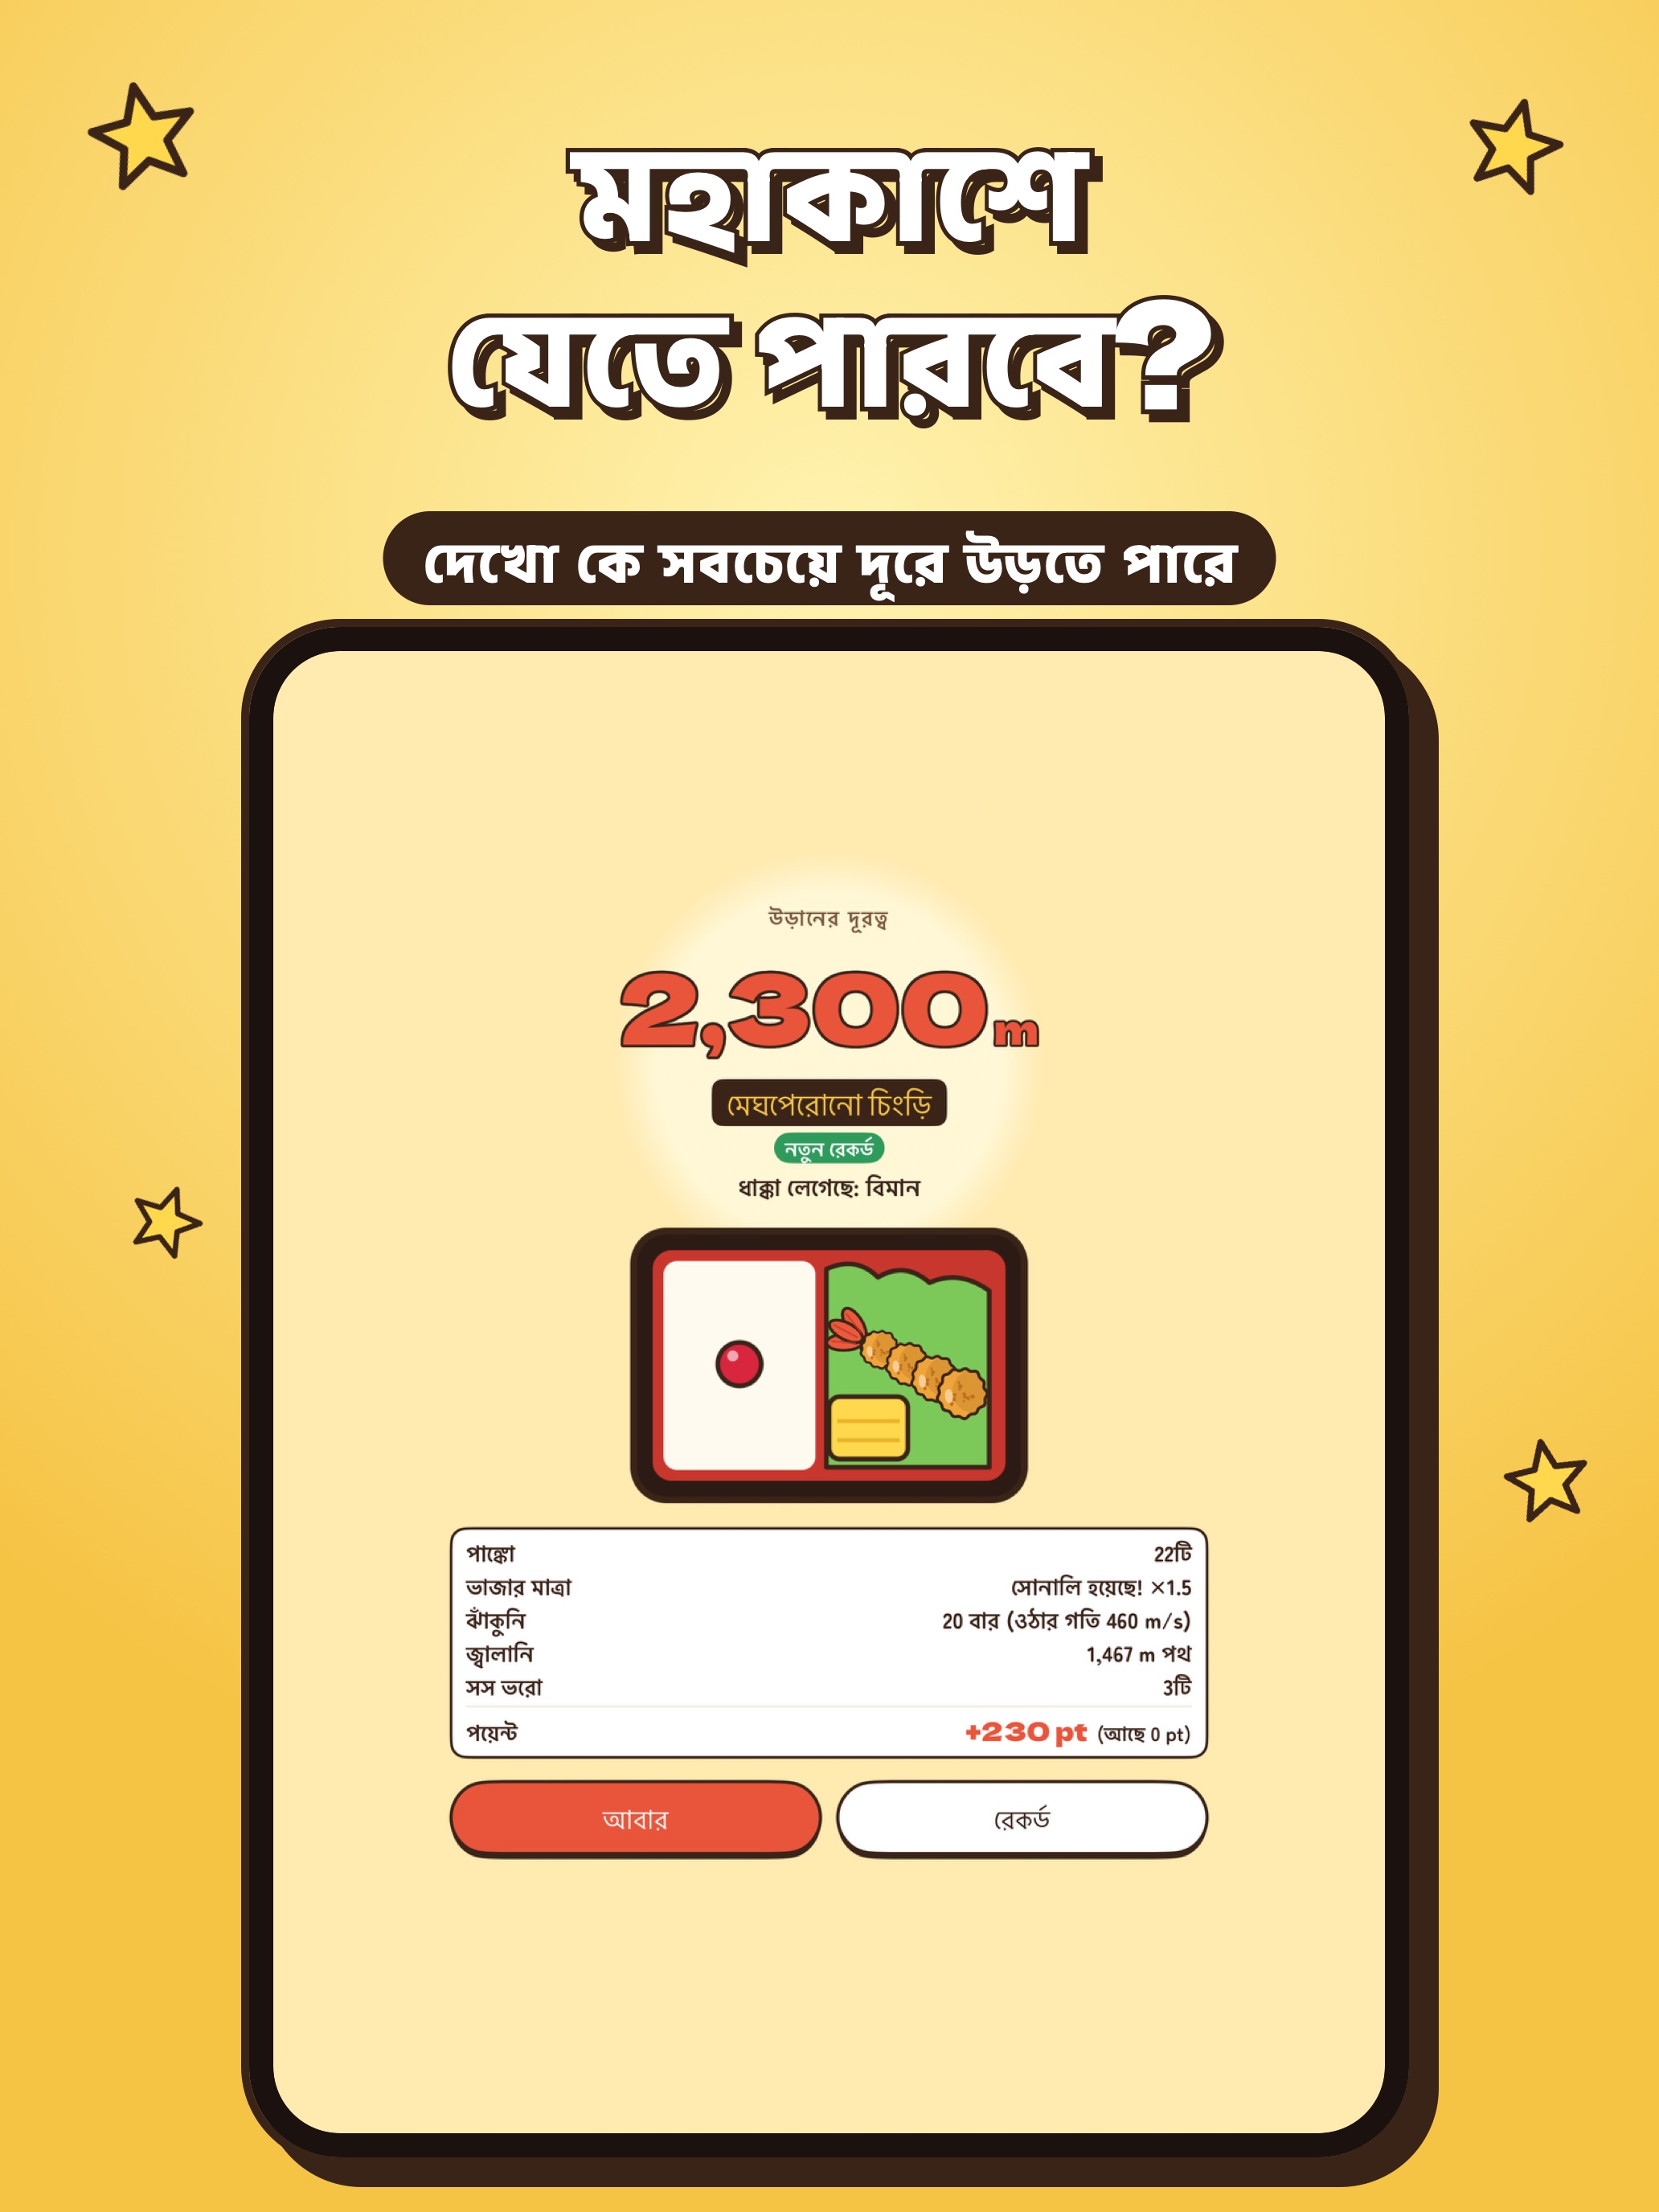 মহাকাশে
যেতে পারবে?
দেখো কে সবচেয়ে দূরে উড়তে পারে
উড়ানের দূরত্ব
2,300 m
মেঘপেরোনো চিংড়ি
নতুন রেকর্ড
ধাক্কা লেগেছে: বিমান
পাঙ্কো 22টি
ভাজার মাত্রা সোনালি হয়েছে! ×1.5
ঝাঁকুনি 20 বার (ওঠার গতি 460 m/s)
জ্বালানি 1,467 m পথ
সস ভরো 3টি
পয়েন্ট +230 pt (আছে 0 pt)
আবার রেকর্ড